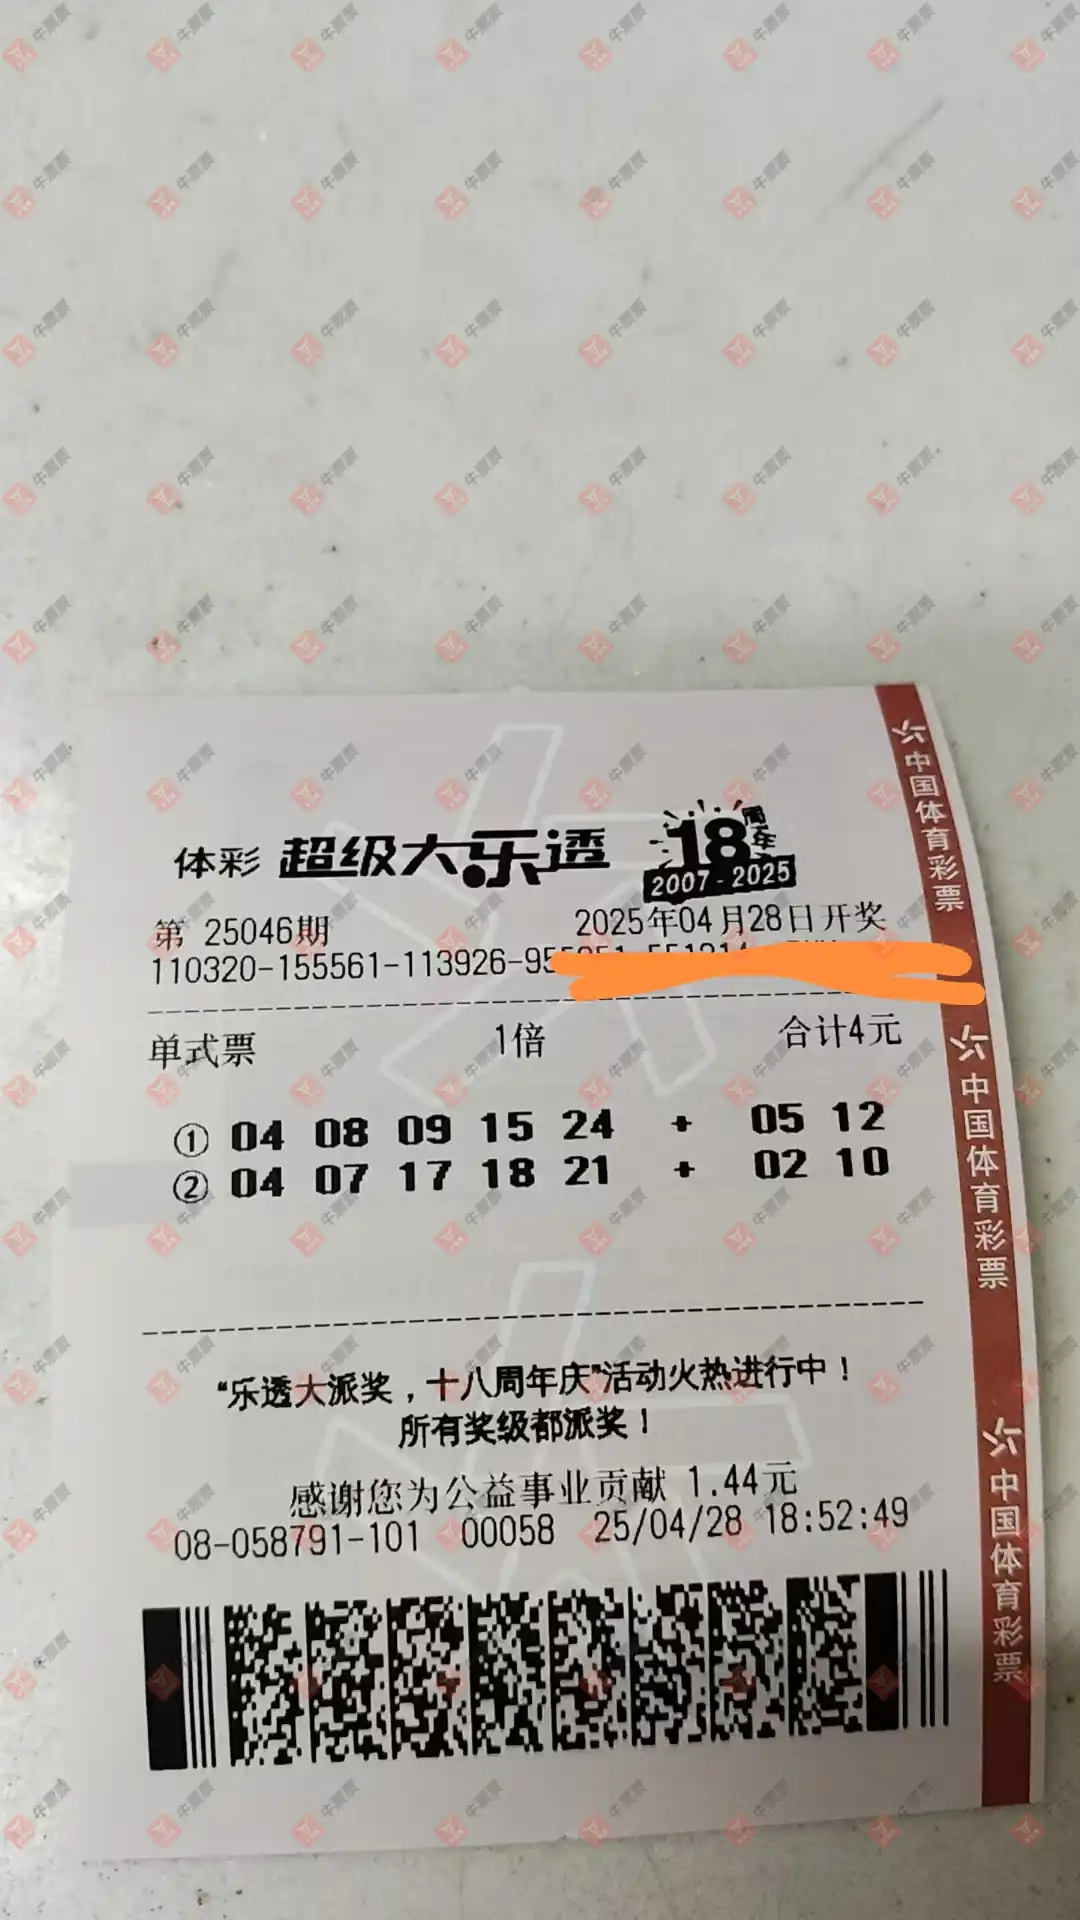 体彩 超级大乐透 18周年 2007-2025
第 25046期 2025年04月28日开奖
110320-155561-113926-95
单式票 1倍 合计4元
① 04 08 09 15 24 + 05 12
② 04 07 17 18 21 + 02 10
“乐透大派奖，十八周年庆”活动火热进行中！
所有奖级都派奖！
感谢您为公益事业贡献 1.44元
08-058791-101 00058 25/04/28 18:52:49
中国体育彩票
中国体育彩票
中国体育彩票
牛票票